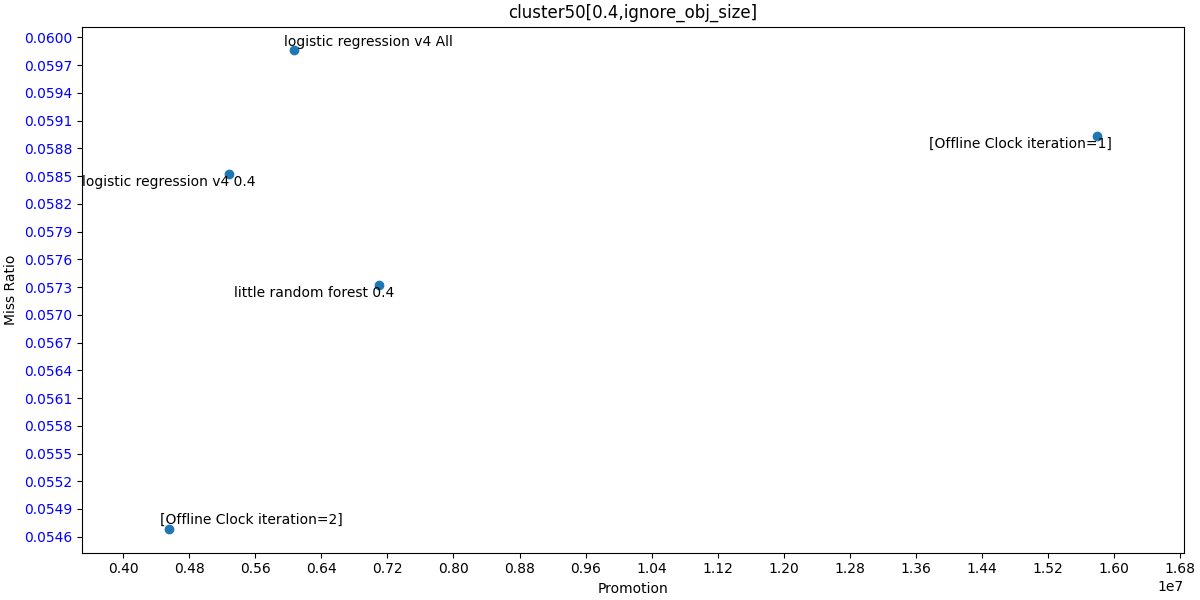 cluster50[0.4,ignore_obj_size]
0.0600
0.0597
0.0594
0.0591
0.0588
0.0585
0.0582
0.0579
0.0576
0.0573
0.0570
0.0567
0.0564
0.0561
0.0558
0.0555
0.0552
0.0549
0.0546
Miss Ratio
logistic regression v4 All
[Offline Clock iteration=1]
logistic regression v4 0.4
little random forest 0.4
[Offline Clock iteration=2]
0.40 0.48 0.56 0.64 0.72 0.80 0.88 0.96 1.04 1.12 1.20 1.28 1.36 1.44 1.52 1.60 1.68
1e7
Promotion